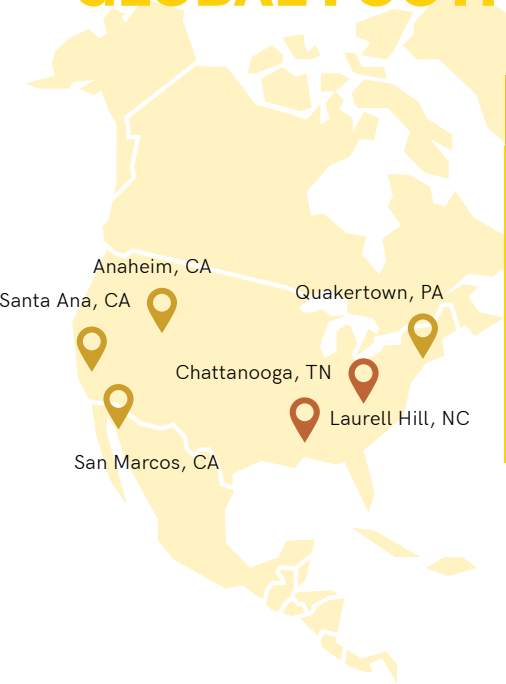 Anaheim, CA
Santa Ana, CA
Quakertown, PA
Chattanooga, TN
Laurell Hill, NC
San Marcos, CA